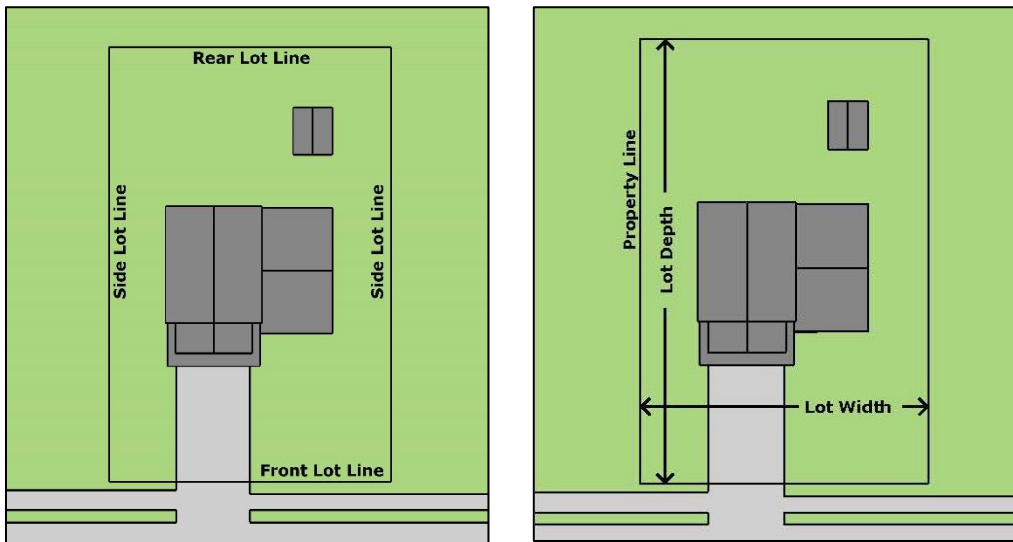 Rear Lot Line
Side Lot Line
Side Lot Line
Front Lot Line
Property Line
Lot Depth
Lot Width